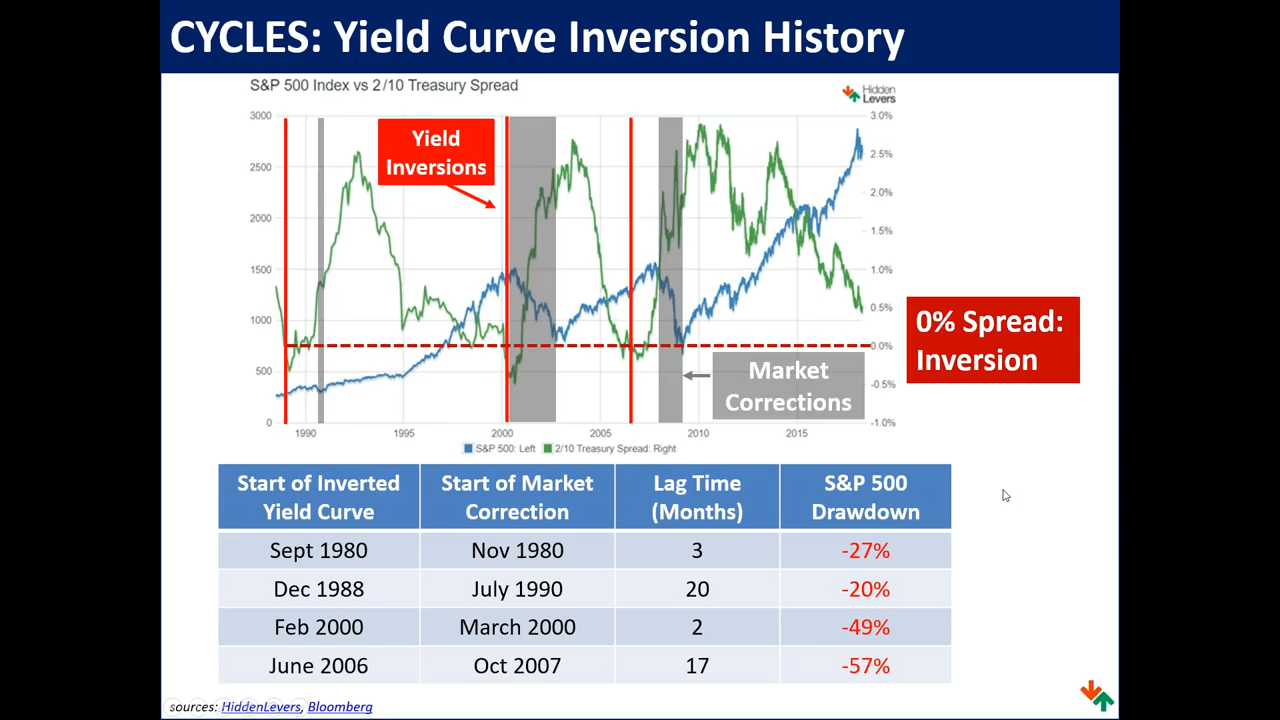 CYCLES: Yield Curve Inversion History
S&P 500 Index vs 2/10 Treasury Spread
Hidden
Levers
3000
2500
2000
1500
1000
500
0
3.0%
2.5%
2.0%
1.5%
1.0%
0.5%
0.0%
-0.5%
-1.0%
Yield
Inversions
Market
Corrections
0% Spread:
Inversion
1990 1995 2000 2005 2010 2015
S&P 500: Left 2/10 Treasury Spread: Right
Start of Inverted
Yield Curve
Start of Market
Correction
Lag Time
(Months)
S&P 500
Drawdown
Sept 1980 Nov 1980 3 -27%
Dec 1988 July 1990 20 -20%
Feb 2000 March 2000 2 -49%
June 2006 Oct 2007 17 -57%
sources: HiddenLevers, Bloomberg